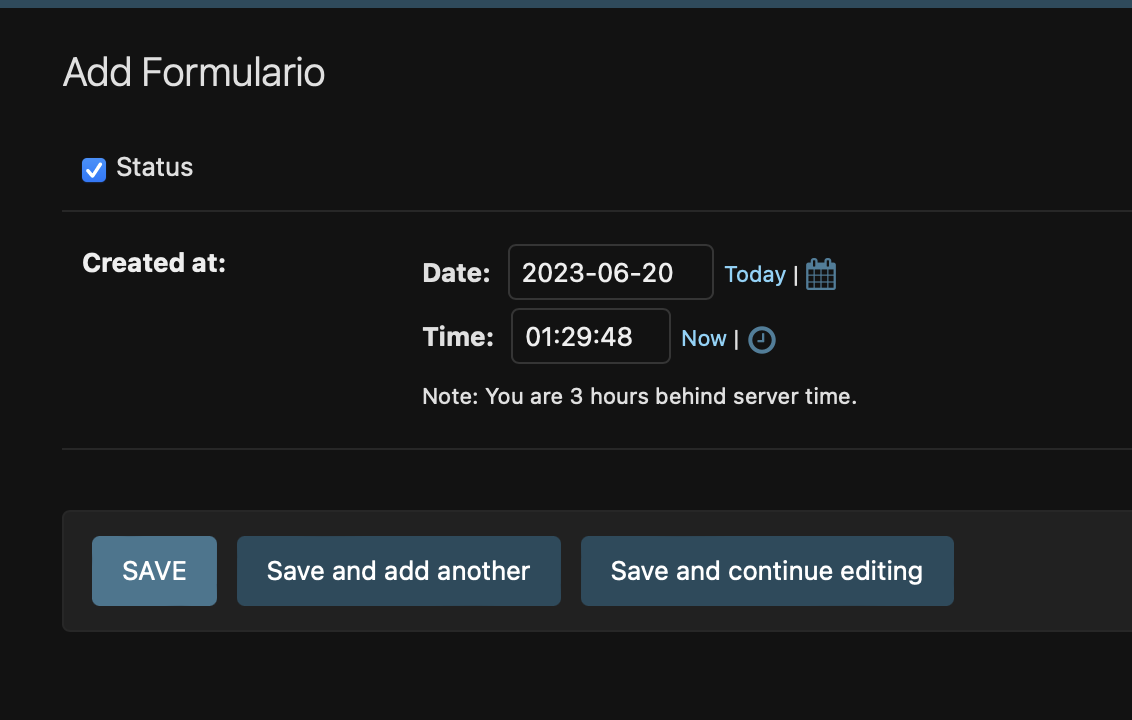 Add Formulario
Status
Created at:
Date: 2023-06-20 Today |
Time: 01:29:48 Now |
Note: You are 3 hours behind server time.
SAVE Save and add another Save and continue editing